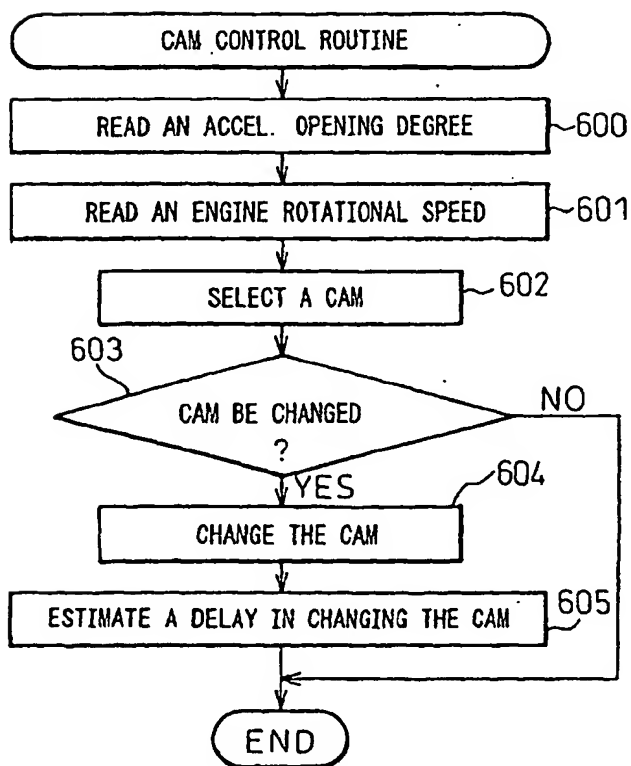 CAM CONTROL ROUTINE
READ AN ACCEL. OPENING DEGREE
600
READ AN ENGINE ROTATIONAL SPEED
601
SELECT A CAM
602
603
CAM BE CHANGED
?
NO
YES
604
CHANGE THE CAM
ESTIMATE A DELAY IN CHANGING THE CAM
605
END